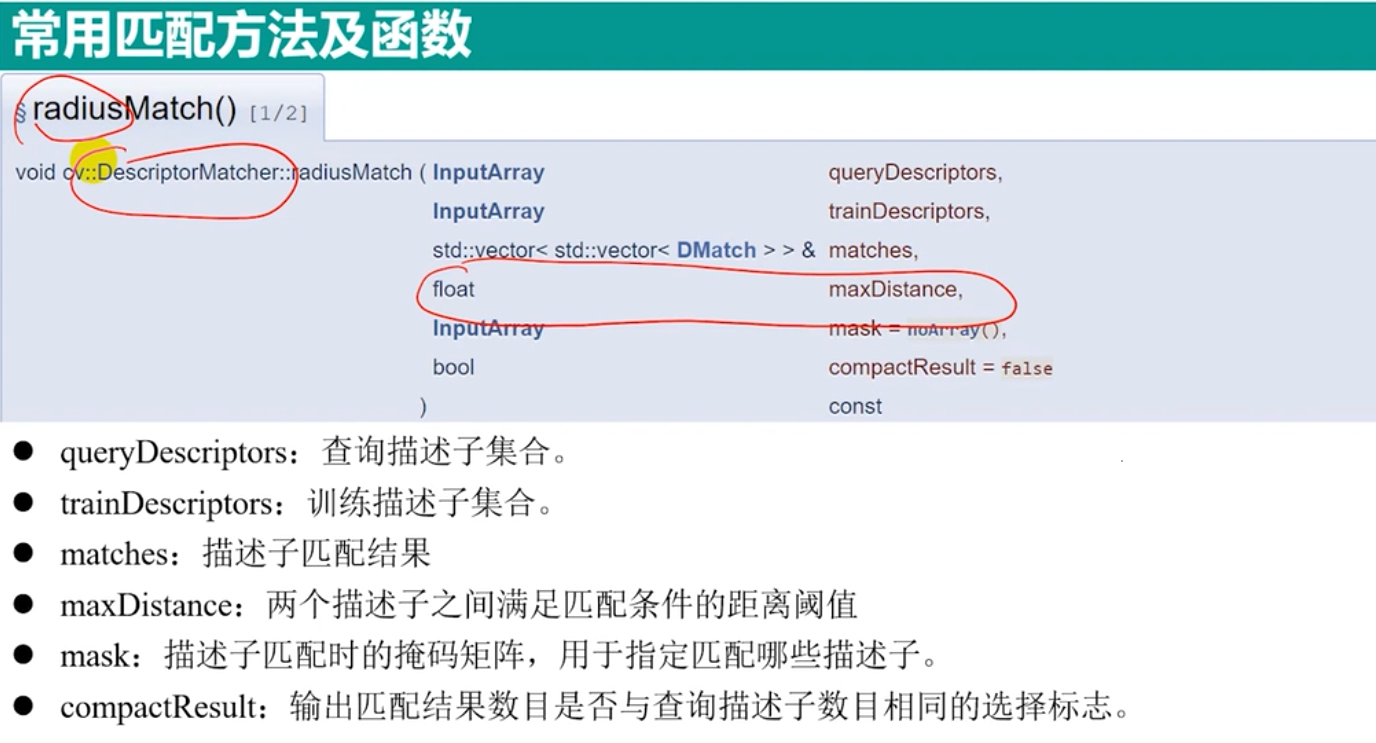 常用匹配方法及函数
§ radiusMatch() [1/2]
void cv::DescriptorMatcher::radiusMatch ( InputArray queryDescriptors,
InputArray trainDescriptors,
std::vector< std::vector< DMatch > > & matches,
float maxDistance,
InputArray mask = noArray(),
bool compactResult = false
) const
● queryDescriptors：查询描述子集合。
● trainDescriptors：训练描述子集合。
● matches：描述子匹配结果
● maxDistance：两个描述子之间满足匹配条件的距离阈值
● mask：描述子匹配时的掩码矩阵，用于指定匹配哪些描述子。
● compactResult：输出匹配结果数目是否与查询描述子数目相同的选择标志。